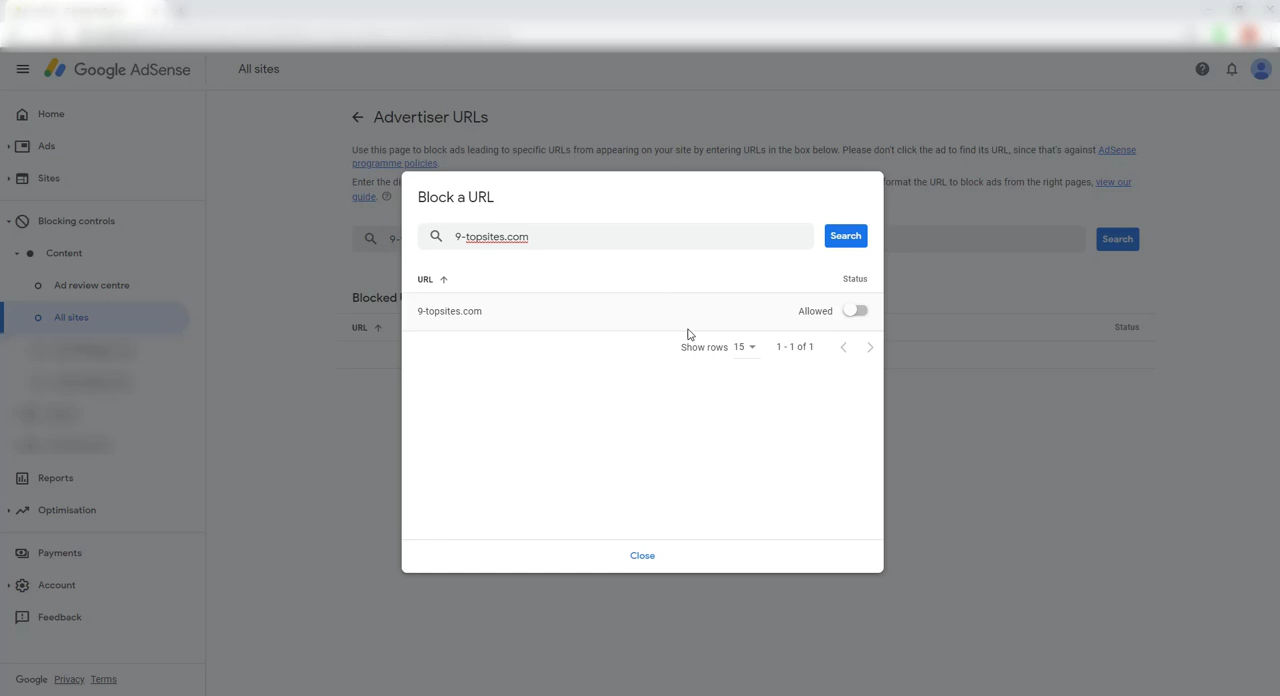 Google AdSense
All sites
Home
Ads
Sites
Blocking controls
Content
Ad review centre
All sites
Reports
Optimisation
Payments
Account
Feedback
Google Privacy Terms
Advertiser URLs
Use this page to block ads leading to specific URLs from appearing on your site by entering URLs in the box below. Please don't click the ad to find its URL, since that's against AdSense
programme policies.
Enter the di
format the URL to block ads from the right pages, view our
guide.
9-
Search
Blocked
URL
Status
Block a URL
9-topsites.com
Search
URL
Status
9-topsites.com
Allowed
Show rows 15 1 - 1 of 1
Close